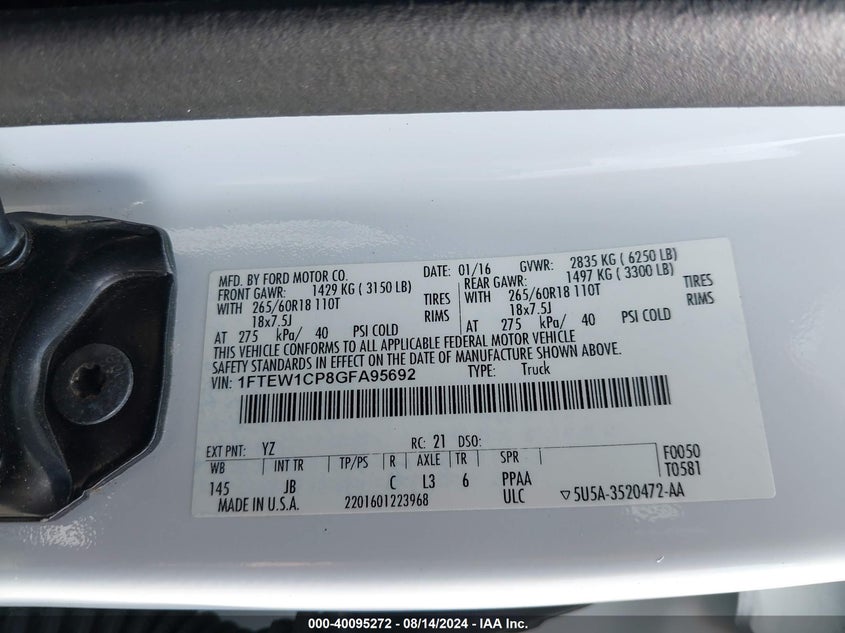 MFD. BY FORD MOTOR CO. DATE: 01/16 GVWR: 2835 KG ( 6250 LB)
FRONT GAWR: 1429 KG ( 3150 LB) REAR GAWR: 1497 KG ( 3300 LB)
WITH 265/60R18 110T TIRES WITH 265/60R18 110T TIRES
18x7.5J RIMS 18x7.5J RIMS
AT 275 kPa/ 40 PSI COLD AT 275 kPa/ 40 PSI COLD
THIS VEHICLE CONFORMS TO ALL APPLICABLE FEDERAL MOTOR VEHICLE
SAFETY STANDARDS IN EFFECT ON THE DATE OF MANUFACTURE SHOWN ABOVE.
VIN: 1FTEW1CP8GFA95692 TYPE: Truck
EXT PNT: YZ RC: 21 DSO: F0050
WB INT TR TP/PS R AXLE TR SPR T0581
145 JB C L3 6 PPAA
MADE IN U.S.A. 2201601223968 ULC ▽5U5A-3520472-AA
000-40095272 - 08/14/2024 - IAA Inc.